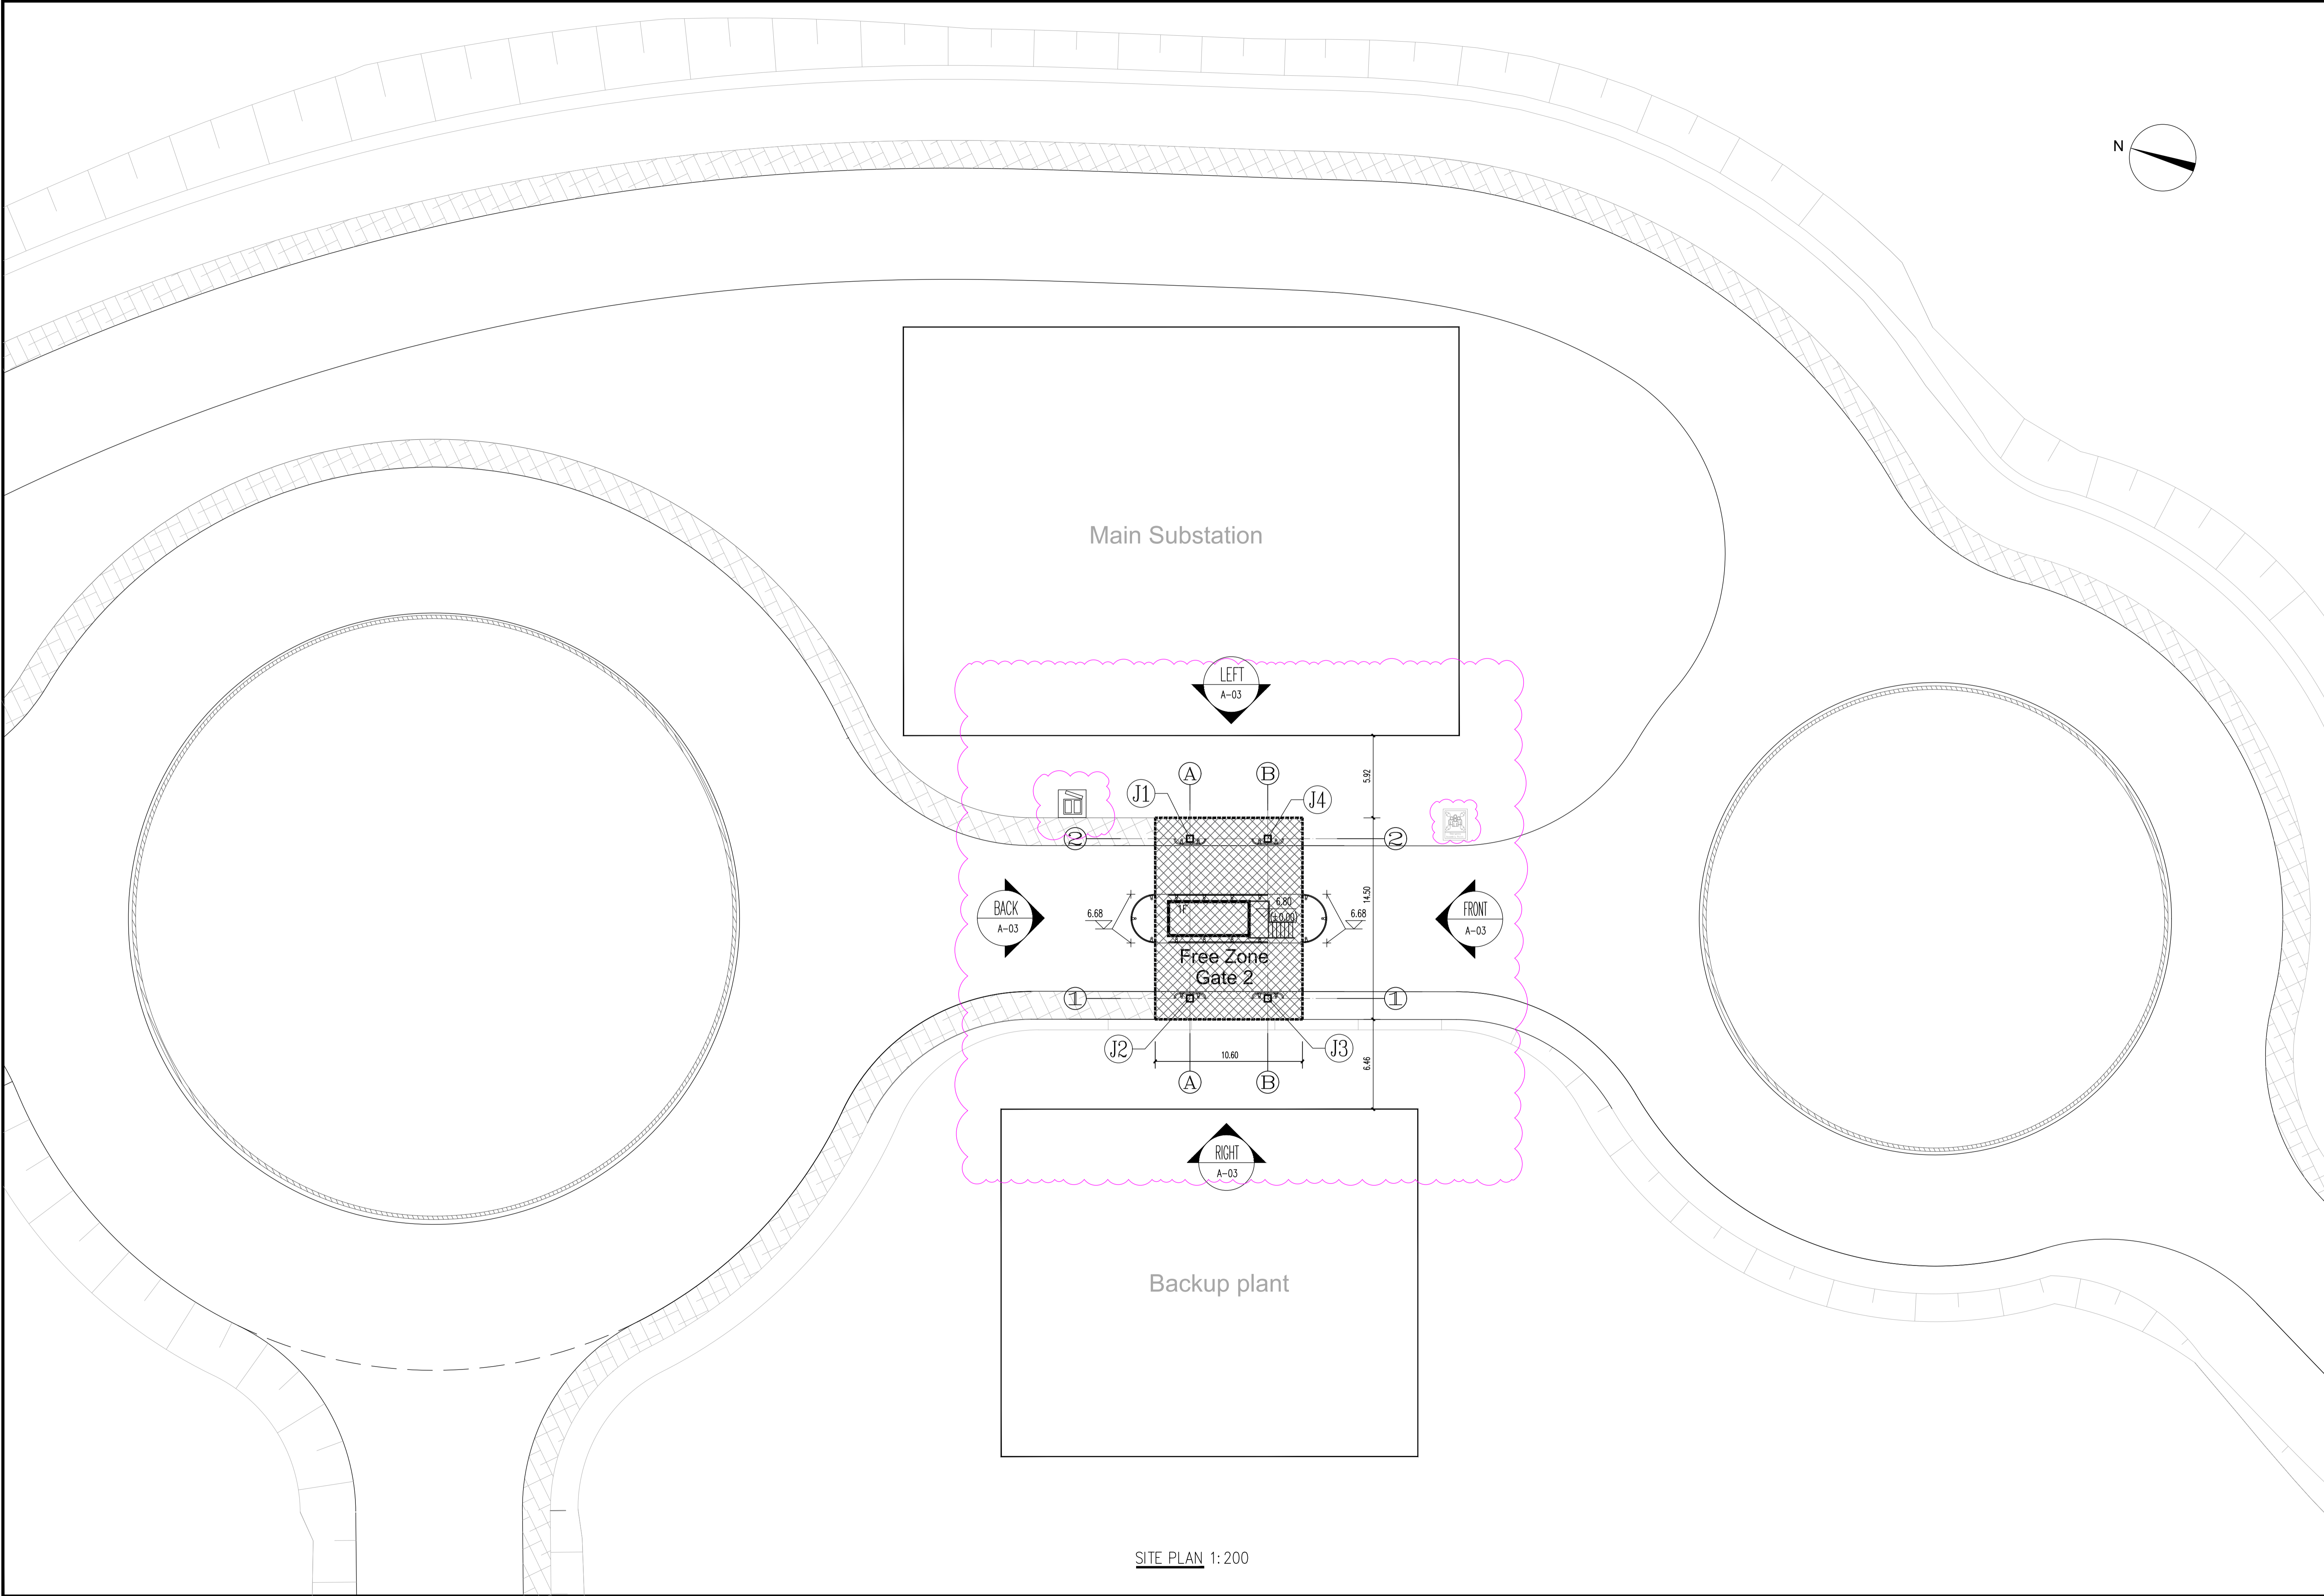 N
Main Substation
LEFT
A-03
5.92
A
B
J1
J4
2
2
14.50
BACK
A-03
6.68
1F
6.80
(±0.00)
6.68
FRONT
A-03
Free Zone
Gate 2
1
1
J2
J3
10.60
6.46
A
B
RIGHT
A-03
Backup plant
SITE PLAN 1:200